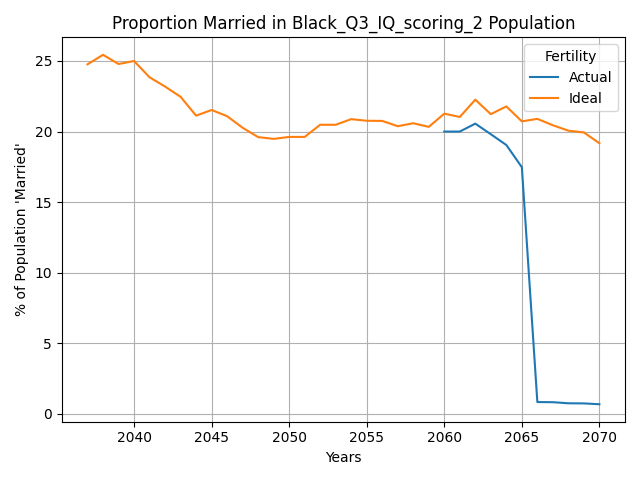 Proportion Married in Black_Q3_IQ_scoring_2 Population
% of Population 'Married'
25
20
15
10
5
0
Fertility
Actual
Ideal
2040 2045 2050 2055 2060 2065 2070
Years